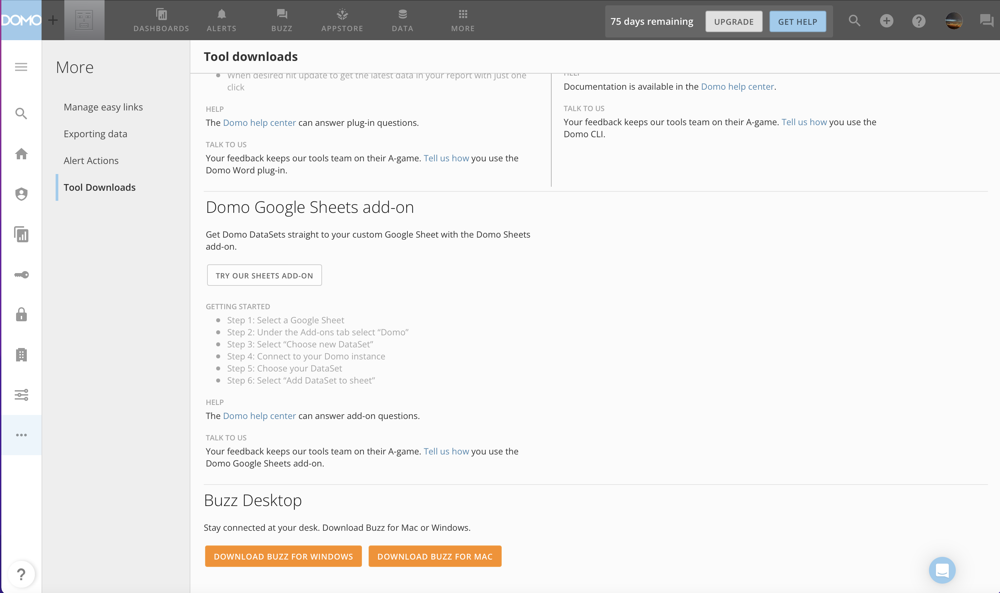 DOMO
DASHBOARDS
ALERTS
BUZZ
APPSTORE
DATA
MORE
75 days remaining
UPGRADE
GET HELP
More
Manage easy links
Exporting data
Alert Actions
Tool Downloads
Tool downloads
When desired hit update to get the latest data in your report with just one
click
HELP
The Domo help center can answer plug-in questions.
TALK TO US
Your feedback keeps our tools team on their A-game. Tell us how you use the
Domo Word plug-in.
HELP
Documentation is available in the Domo help center.
TALK TO US
Your feedback keeps our tools team on their A-game. Tell us how you use the
Domo CLI.
Domo Google Sheets add-on
Get Domo DataSets straight to your custom Google Sheet with the Domo Sheets
add-on.
TRY OUR SHEETS ADD-ON
GETTING STARTED
Step 1: Select a Google Sheet
Step 2: Under the Add-ons tab select “Domo”
Step 3: Select “Choose new DataSet”
Step 4: Connect to your Domo instance
Step 5: Choose your DataSet
Step 6: Select “Add DataSet to sheet”
HELP
The Domo help center can answer add-on questions.
TALK TO US
Your feedback keeps our tools team on their A-game. Tell us how you use the
Domo Google Sheets add-on.
Buzz Desktop
Stay connected at your desk. Download Buzz for Mac or Windows.
DOWNLOAD BUZZ FOR WINDOWS
DOWNLOAD BUZZ FOR MAC